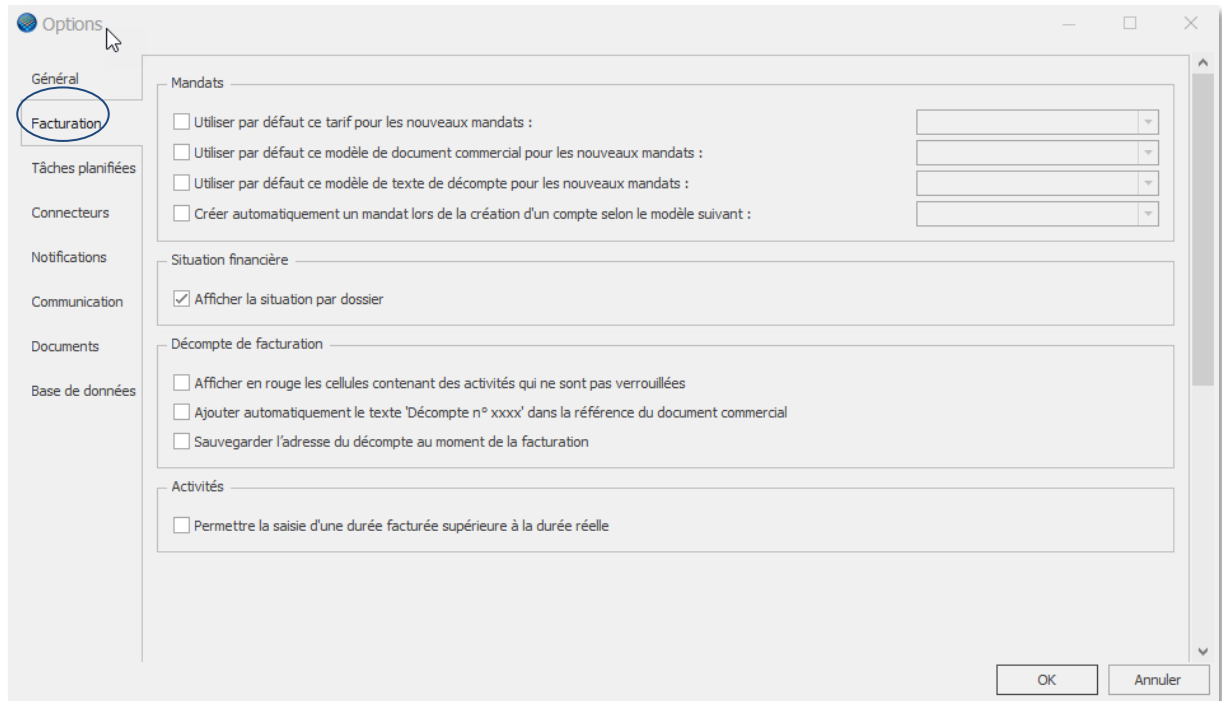 Options
Général
Facturation
Tâches planifiées
Connecteurs
Notifications
Communication
Documents
Base de données
Mandats
Utiliser par défaut ce tarif pour les nouveaux mandats :
Utiliser par défaut ce modèle de document commercial pour les nouveaux mandats :
Utiliser par défaut ce modèle de texte de décompte pour les nouveaux mandats :
Créer automatiquement un mandat lors de la création d'un compte selon le modèle suivant :
Situation financière
Afficher la situation par dossier
Décompte de facturation
Afficher en rouge les cellules contenant des activités qui ne sont pas verrouillées
Ajouter automatiquement le texte 'Décompte n° xxxx' dans la référence du document commercial
Sauvegarder l'adresse du décompte au moment de la facturation
Activités
Permettre la saisie d'une durée facturée supérieure à la durée réelle
OK
Annuler